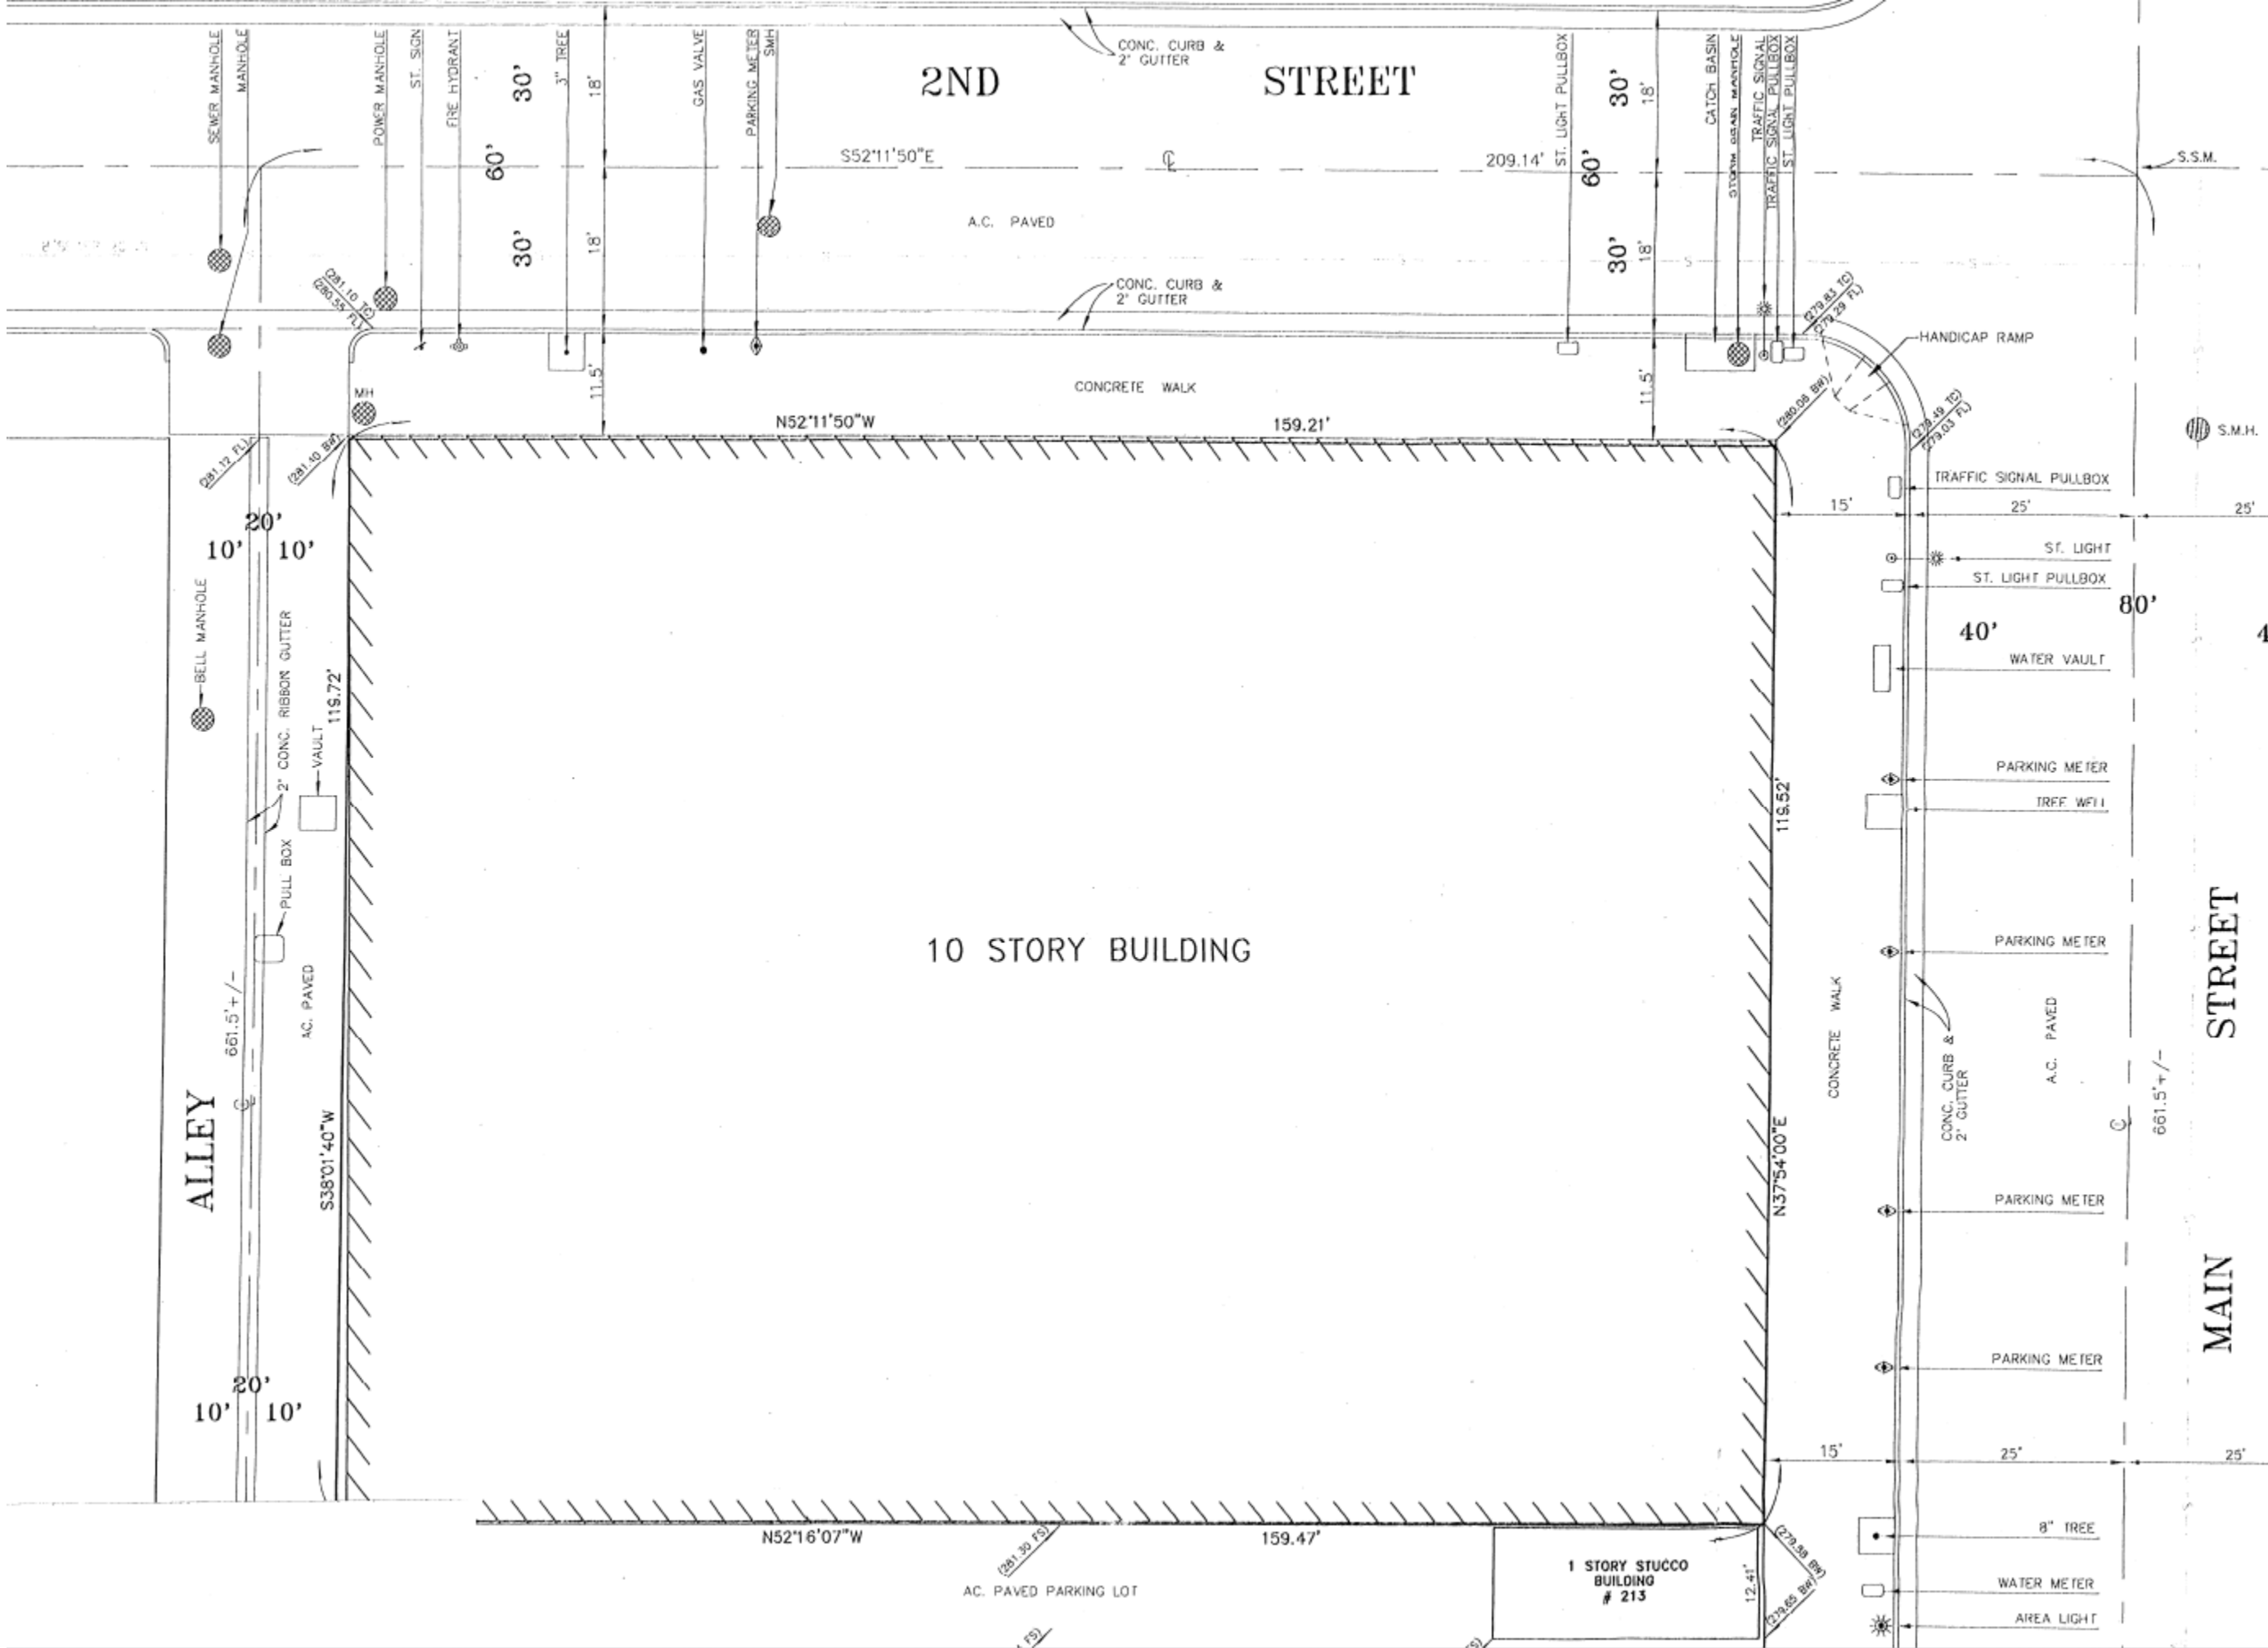 SEWER MANHOLE
MANHOLE
POWER MANHOLE
ST. SIGN
FIRE HYDRANT
30'
3" TREE
18'
GAS VALVE
PARKING METER
SMH
CONC. CURB &
2' GUTTER
2ND STREET
ST. LIGHT PULLBOX
30'
18'
CATCH BASIN
STORM DRAIN MANHOLE
TRAFFIC SIGNAL
TRAFFIC SIGNAL PULLBOX
ST. LIGHT PULLBOX
60'
S52°11'50"E
209.14'
60'
S.S.M.
A.C. PAVED
30'
18'
30'
18'
(281.10 TC)
(280.55 FL)
CONC. CURB &
2' GUTTER
(279.83 TC)
(279.29 FL)
HANDICAP RAMP
11.5'
CONCRETE WALK
11.5'
MH
N52°11'50"W
159.21'
(280.06 BW)
(279.49 TC)
(279.03 FL)
S.M.H.
(281.12 FL)
(281.10 BW)
TRAFFIC SIGNAL PULLBOX
15'
25'
25'
20'
10' 10'
ST. LIGHT
ST. LIGHT PULLBOX
80'
40'
4
BELL MANHOLE
2' CONC. RIBBON GUTTER
119.72'
WATER VAULT
VAULT
PARKING METER
119.52'
TREE WELL
PULL BOX
10 STORY BUILDING
PARKING METER
661.5'+/-
AC. PAVED
CONCRETE WALK
CONC. CURB &
2' GUTTER
A.C. PAVED
661.5'+/-
MAIN STREET
ALLEY
S38°01'40"W
N37°54'00"E
PARKING METER
PARKING METER
20'
10' 10'
15'
25'
25'
N52°16'07"W
159.47'
(281.30 FS)
AC. PAVED PARKING LOT
1 STORY STUCCO
BUILDING
# 213
12.41'
(279.58 BW)
(279.65 BW)
8" TREE
WATER METER
AREA LIGHT
FS)
FS)